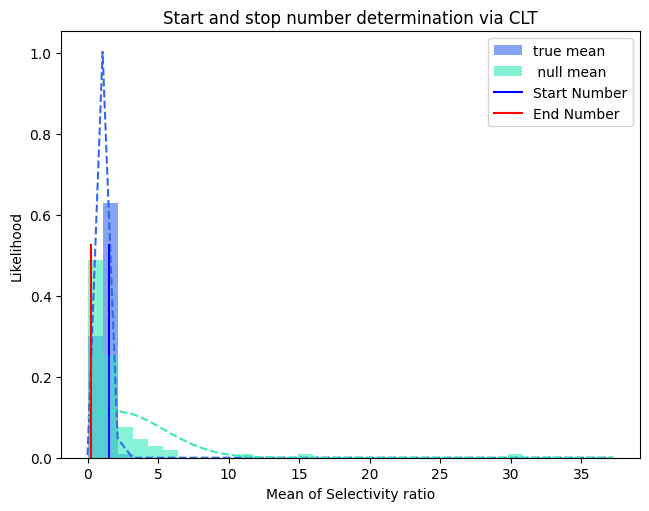 Start and stop number determination via CLT
true mean
null mean
Start Number
End Number
Likelihood
1.0
0.8
0.6
0.4
0.2
0.0
0 5 10 15 20 25 30 35
Mean of Selectivity ratio